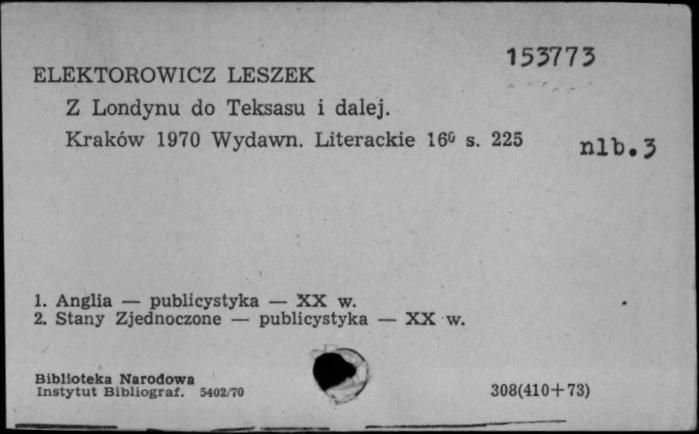 153773
ELEKTOROWICZ LESZEK
Z Londynu do Teksasu i dalej.
Kraków 1970 Wydawn. Literackie 16⁰ s. 225 nlb.3
1. Anglia — publicystyka — XX w.
2. Stany Zjednoczone — publicystyka — XX w.
Biblioteka Narodowa
Instytut Bibliograf. 5402/70 308(410+73)